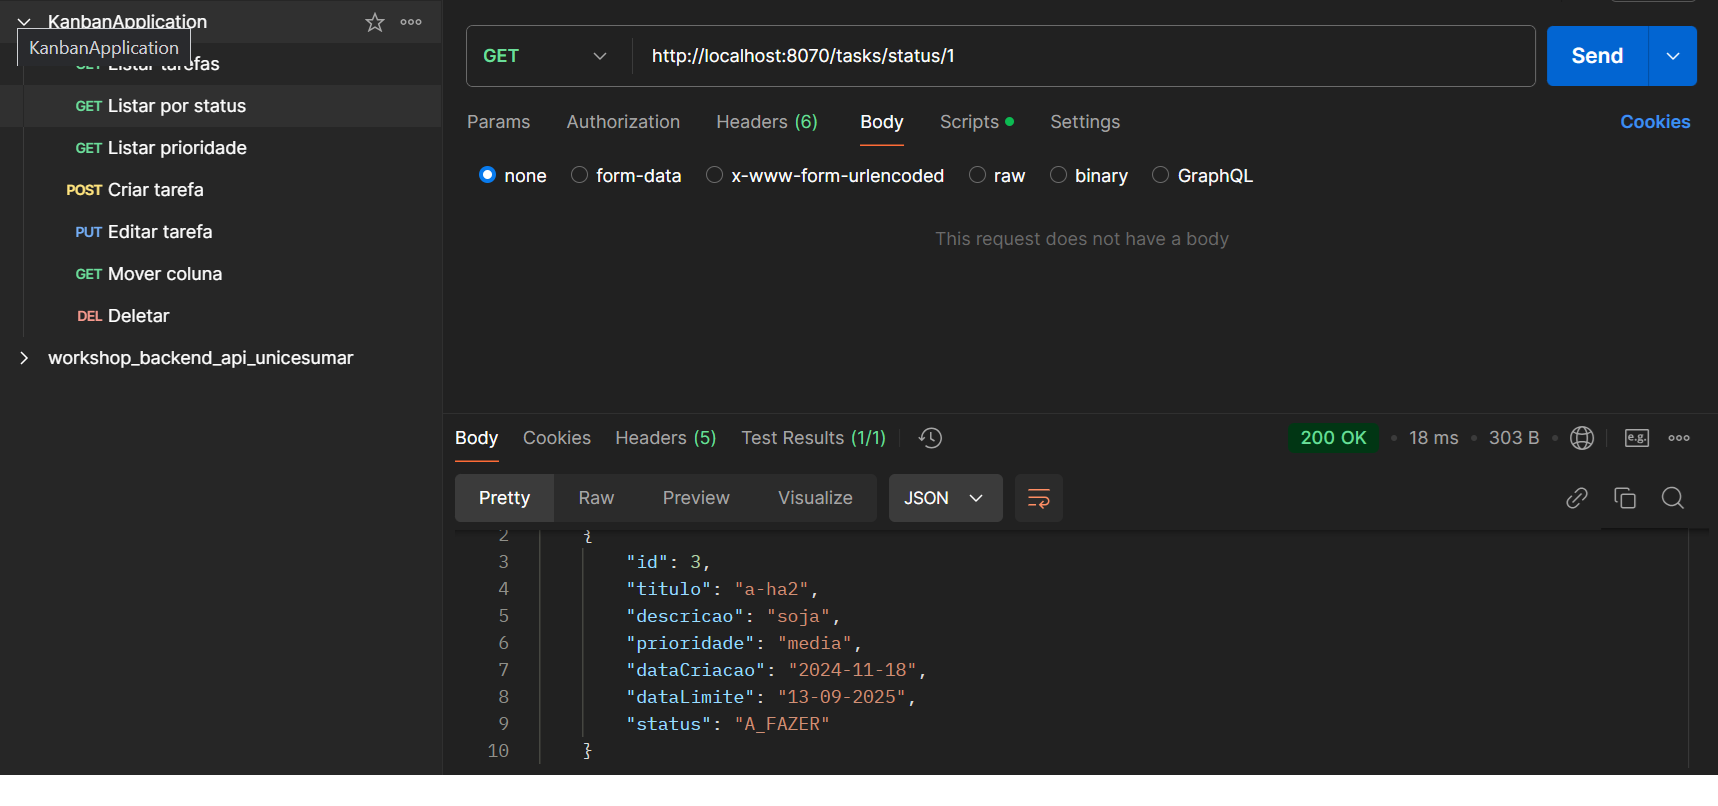 KanbanApplication
KanbanApplication
GET Listar tarefas
GET Listar por status
GET Listar prioridade
POST Criar tarefa
PUT Editar tarefa
GET Mover coluna
DEL Deletar
workshop_backend_api_unicesumar
GET http://localhost:8070/tasks/status/1 Send
Params Authorization Headers (6) Body Scripts Settings Cookies
none form-data x-www-form-urlencoded raw binary GraphQL
This request does not have a body
Body Cookies Headers (5) Test Results (1/1) 200 OK 18 ms 303 B e.g.
Pretty Raw Preview Visualize JSON
2 {
3 "id": 3,
4 "titulo": "a-ha2",
5 "descricao": "soja",
6 "prioridade": "media",
7 "dataCriacao": "2024-11-18",
8 "dataLimite": "13-09-2025",
9 "status": "A_FAZER"
10 }